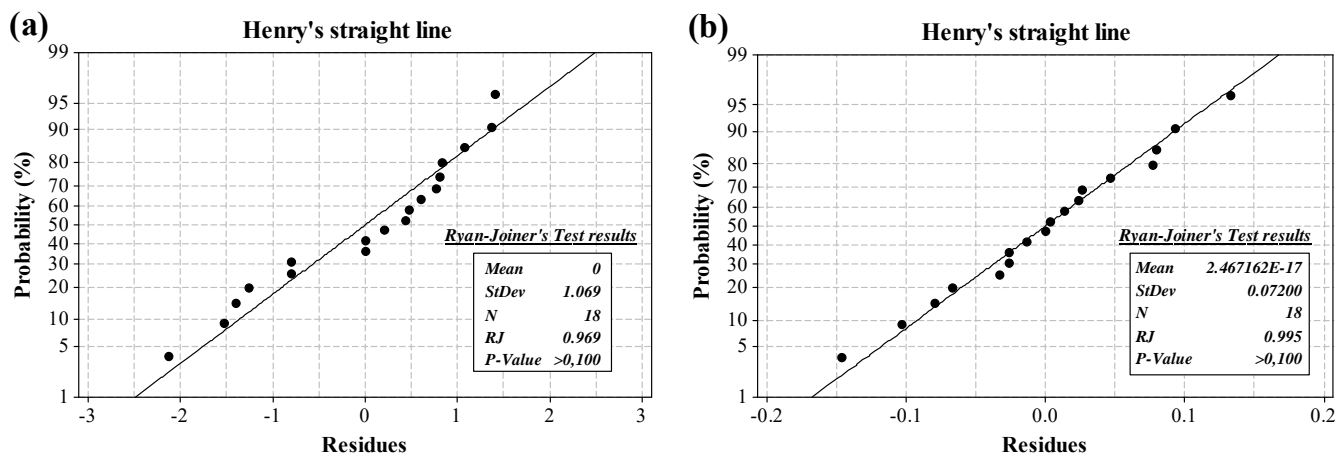 (a)
Henry's straight line
Probability (%)
99
95
90
80
70
60
50
40
30
20
10
5
1
Ryan-Joiner's Test results
Mean 0
StDev 1.069
N 18
RJ 0.969
P-Value >0,100
-3 -2 -1 0 1 2 3
Residues
(b)
Henry's straight line
Probability (%)
99
95
90
80
70
60
50
40
30
20
10
5
1
Ryan-Joiner's Test results
Mean 2.467162E-17
StDev 0.07200
N 18
RJ 0.995
P-Value >0,100
-0.2 -0.1 0.0 0.1 0.2
Residues